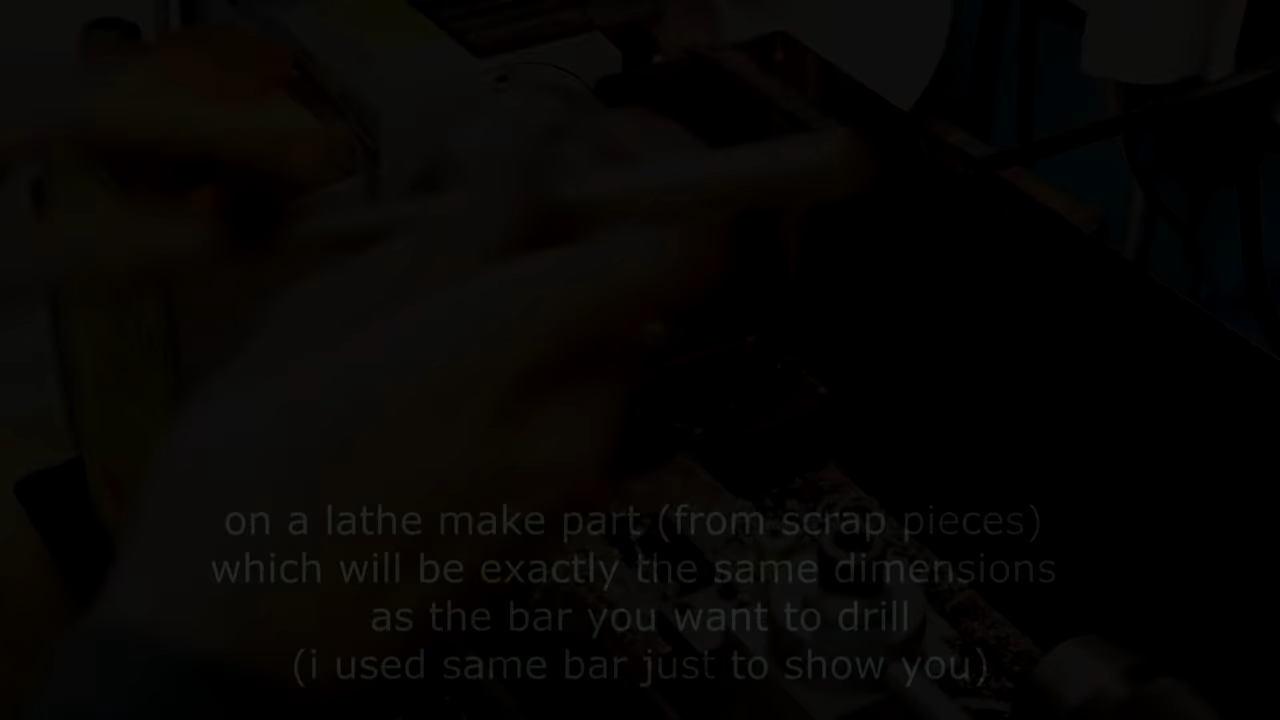 on a lathe make part (from scrap pieces)
which will be exactly the same dimensions
as the bar you want to drill
(i used same bar just to show you)